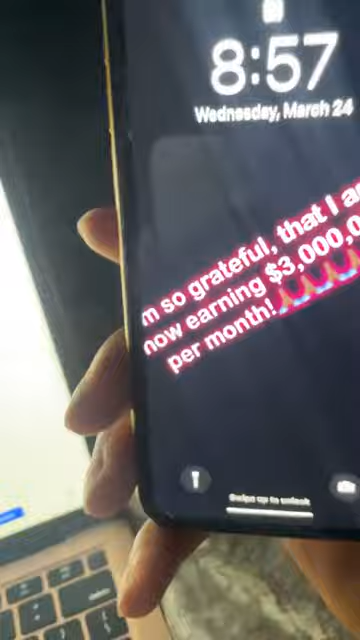 8:57
Wednesday, March 24
m so grateful, that I a
now earning $3,000,0
per month!
Swipe up to unlock
delete